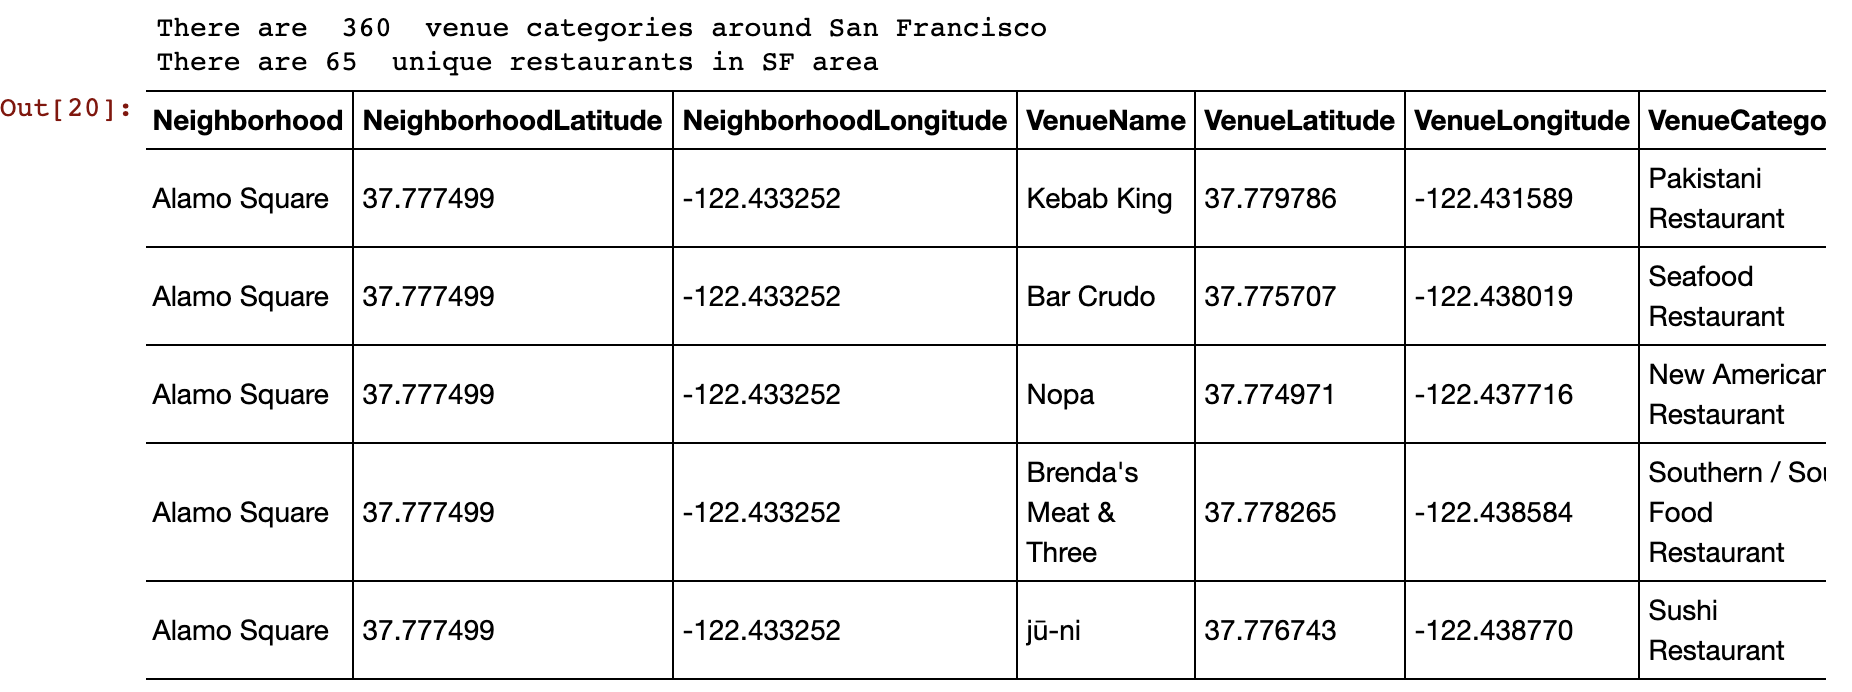 There are  360  venue categories around San Francisco
There are 65  unique restaurants in SF area
Out[20]:
Neighborhood NeighborhoodLatitude NeighborhoodLongitude VenueName VenueLatitude VenueLongitude VenueCatego
Alamo Square 37.777499 -122.433252 Kebab King 37.779786 -122.431589 Pakistani
Restaurant
Alamo Square 37.777499 -122.433252 Bar Crudo 37.775707 -122.438019 Seafood
Restaurant
Alamo Square 37.777499 -122.433252 Nopa 37.774971 -122.437716 New American
Restaurant
Alamo Square 37.777499 -122.433252 Brenda's
Meat &
Three 37.778265 -122.438584 Southern / Sou
Food
Restaurant
Alamo Square 37.777499 -122.433252 jū-ni 37.776743 -122.438770 Sushi
Restaurant